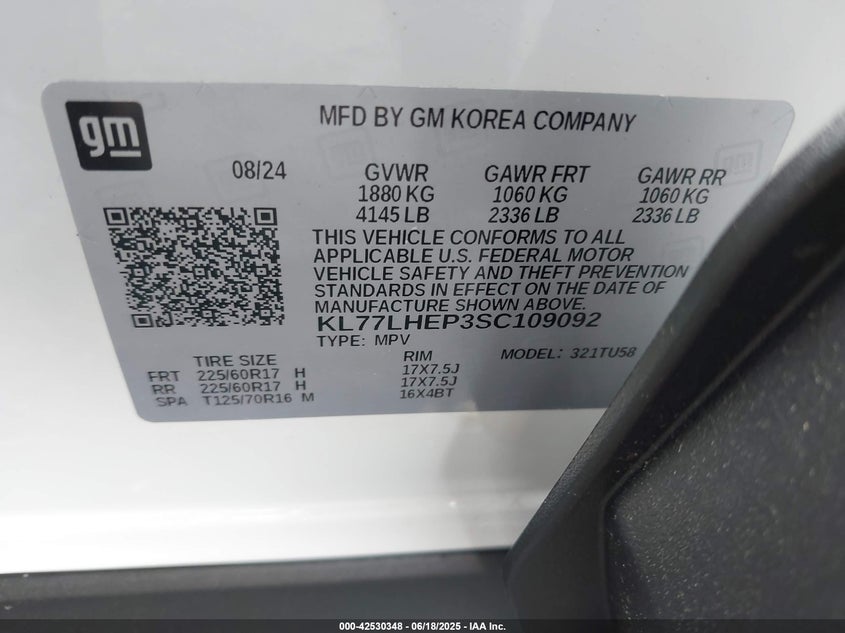 gm
MFD BY GM KOREA COMPANY
08/24 GVWR GAWR FRT GAWR RR
1880 KG 1060 KG 1060 KG
4145 LB 2336 LB 2336 LB
THIS VEHICLE CONFORMS TO ALL
APPLICABLE U.S. FEDERAL MOTOR
VEHICLE SAFETY AND THEFT PREVENTION
STANDARDS IN EFFECT ON THE DATE OF
MANUFACTURE SHOWN ABOVE.
KL77LHEP3SC109092
TYPE: MPV MODEL: 321TU58
TIRE SIZE RIM
FRT 225/60R17 H 17X7.5J
RR 225/60R17 H 17X7.5J
SPA T125/70R16 M 16X4BT
000-42530348 - 06/18/2025 - IAA Inc.